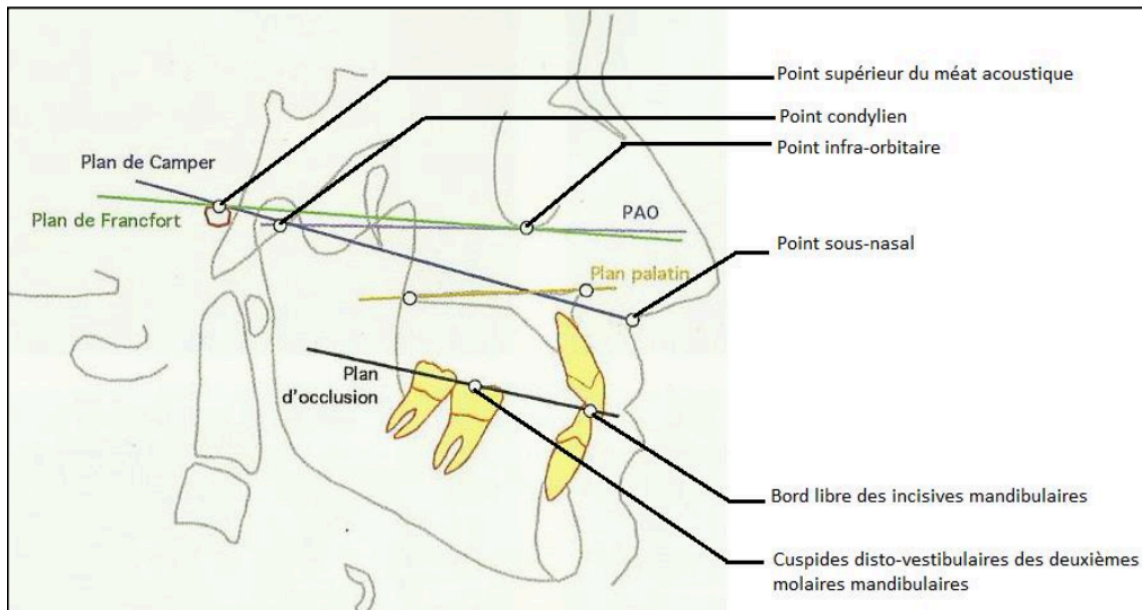 Point supérieur du méat acoustique
Point condylien
Point infra-orbitaire
Plan de Camper
Plan de Francfort
PAO
Point sous-nasal
Plan palatin
Plan
d'occlusion
Bord libre des incisives mandibulaires
Cuspides disto-vestibulaires des deuxièmes
molaires mandibulaires